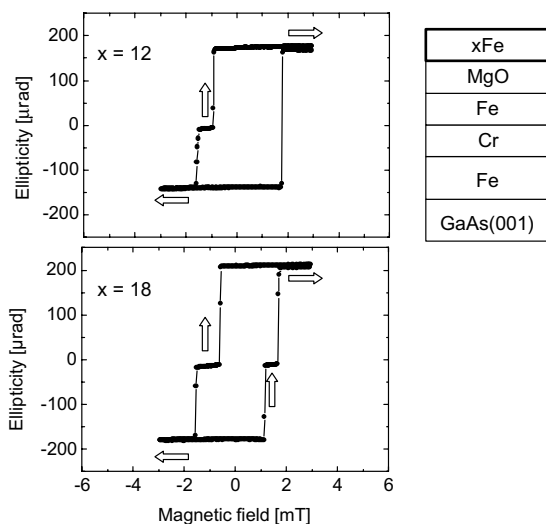 200
100
0
-100
-200
Ellipticity [μrad]
x = 12
200
100
0
-100
-200
Ellipticity [μrad]
x = 18
-6 -4 -2 0 2 4 6
Magnetic field [mT]
xFe
MgO
Fe
Cr
Fe
GaAs(001)